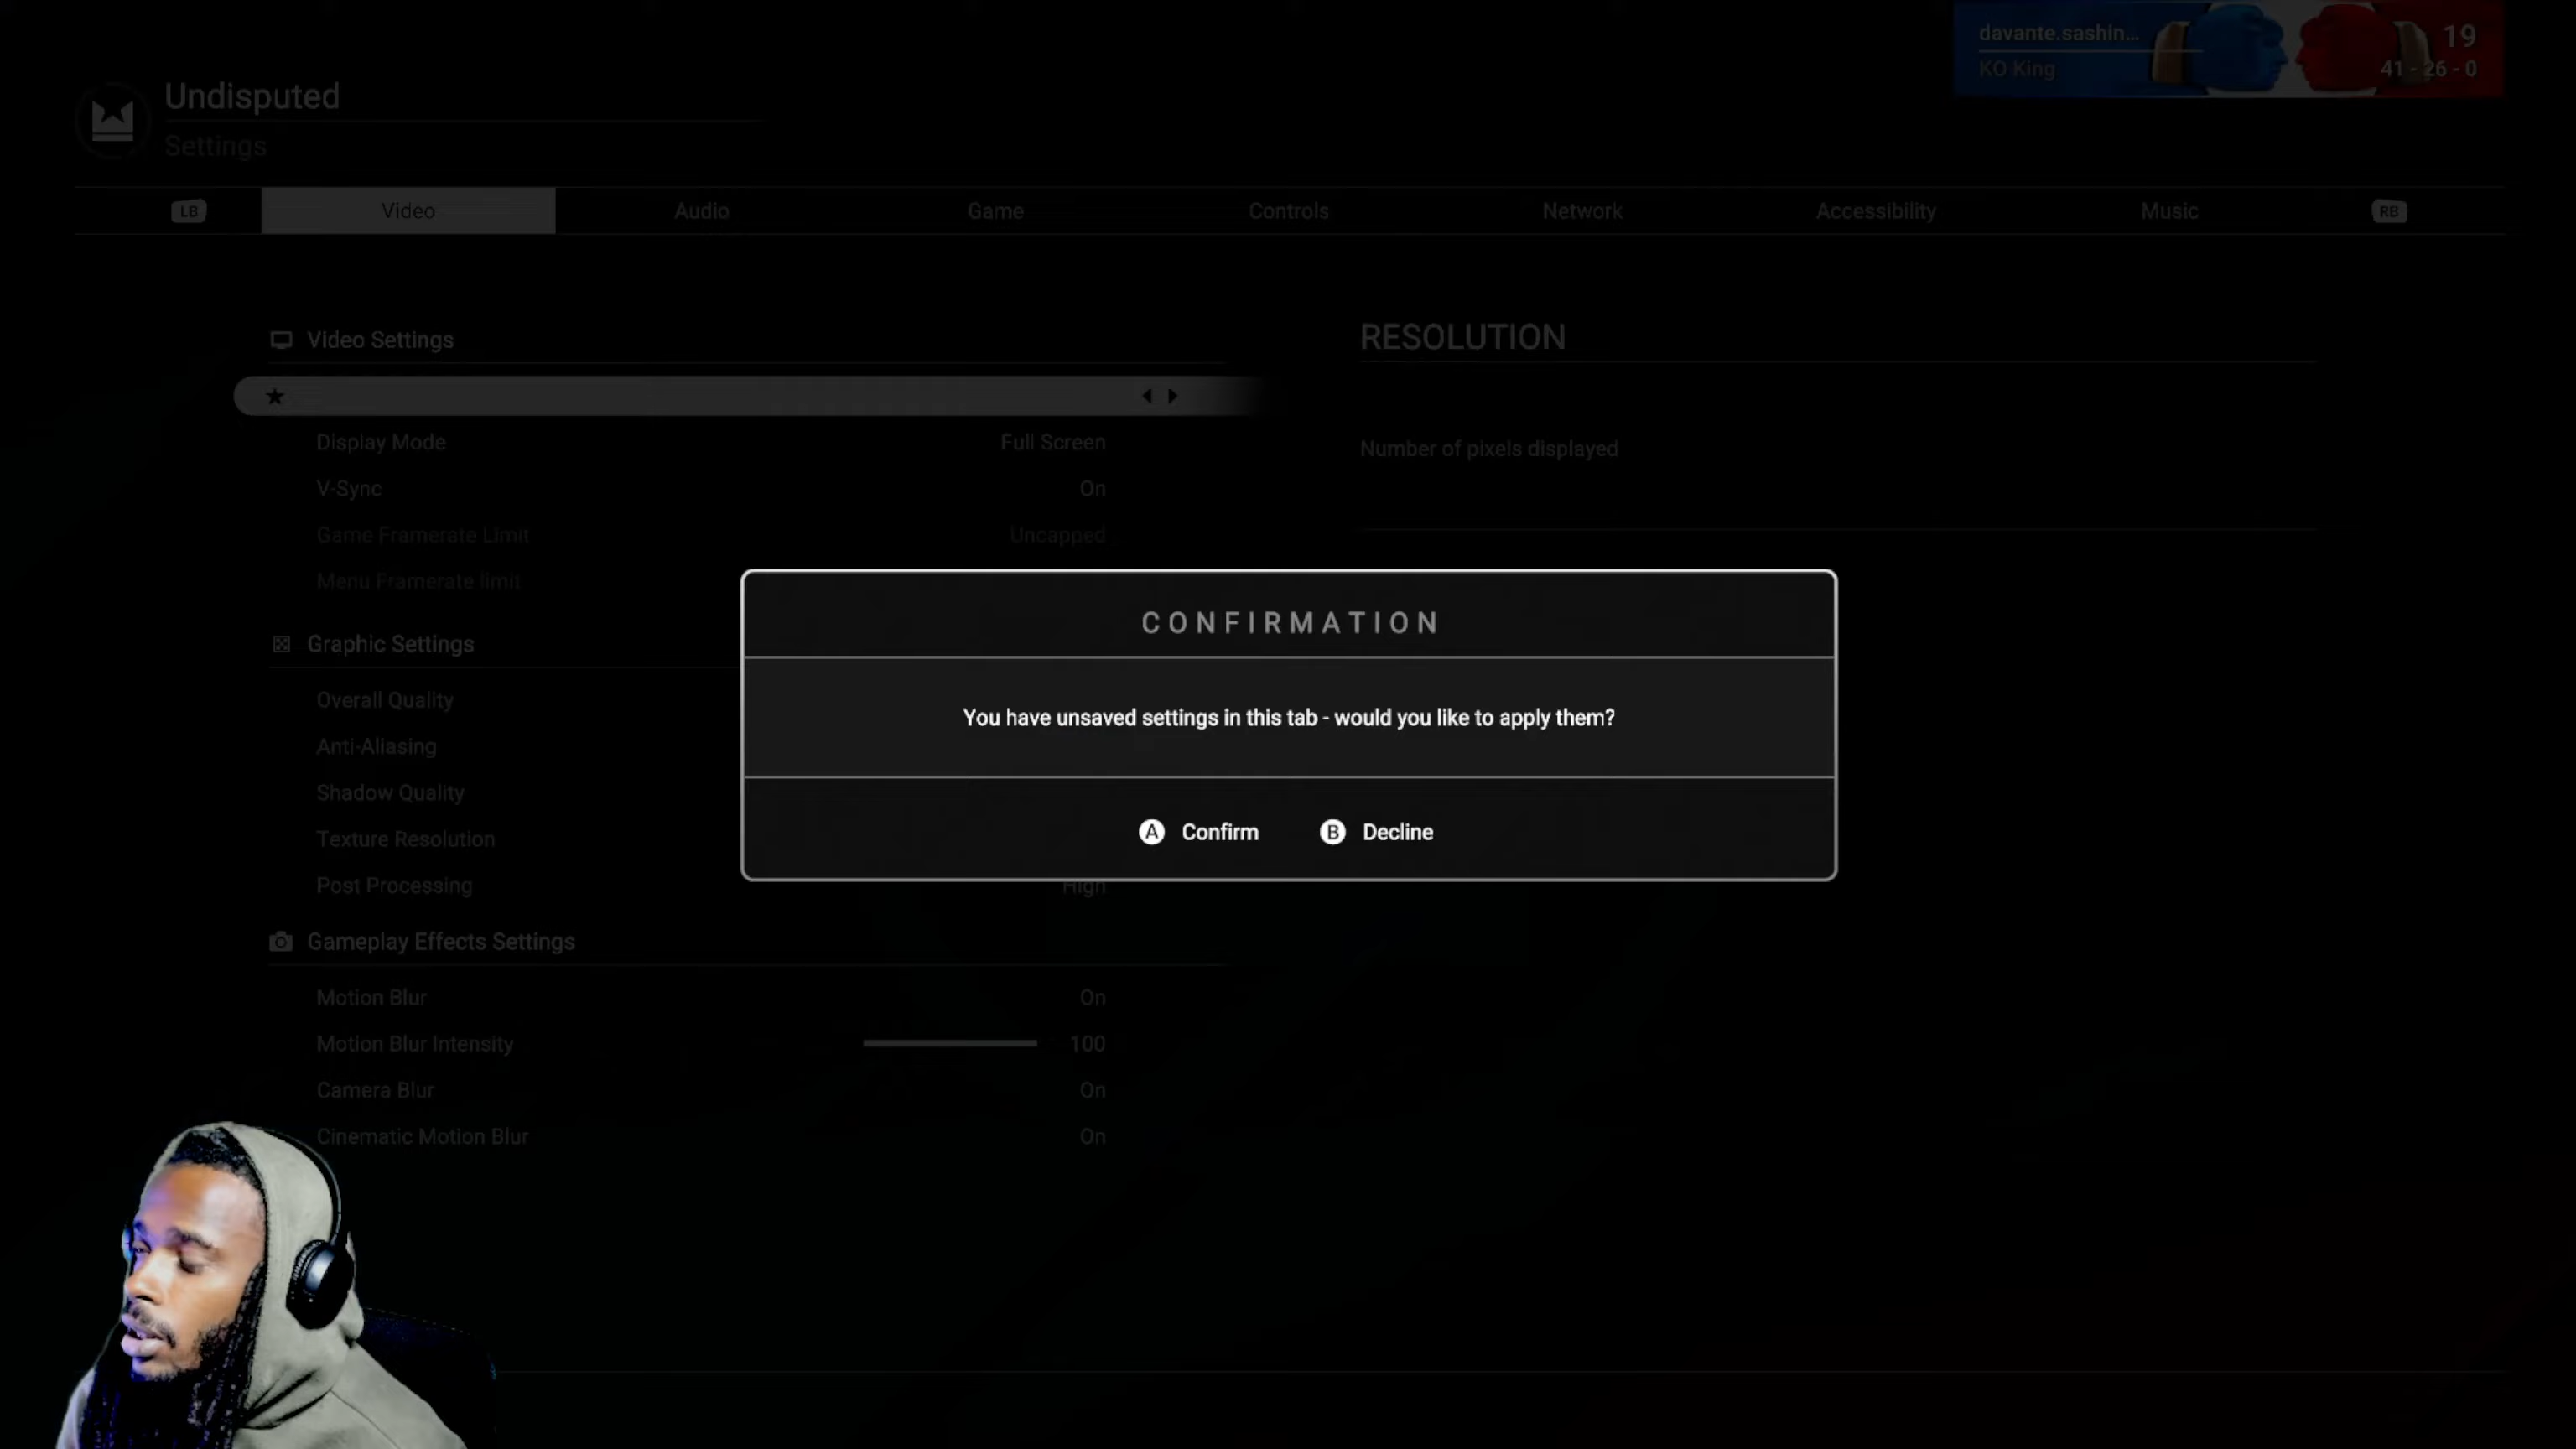 davante.sashin...
KO King
19
41 - 26 - 0
Undisputed
Settings
LB
Video
Audio
Game
Controls
Network
Accessibility
Music
RB
Video Settings
RESOLUTION
Display Mode
Full Screen
Number of pixels displayed
V-Sync
On
Game Framerate Limit
Uncapped
Menu Framerate limit
CONFIRMATION
You have unsaved settings in this tab - would you like to apply them?
A Confirm
B Decline
Graphic Settings
Overall Quality
Anti-Aliasing
Shadow Quality
Texture Resolution
Post Processing
High
Gameplay Effects Settings
Motion Blur
On
Motion Blur Intensity
100
Camera Blur
On
Cinematic Motion Blur
On